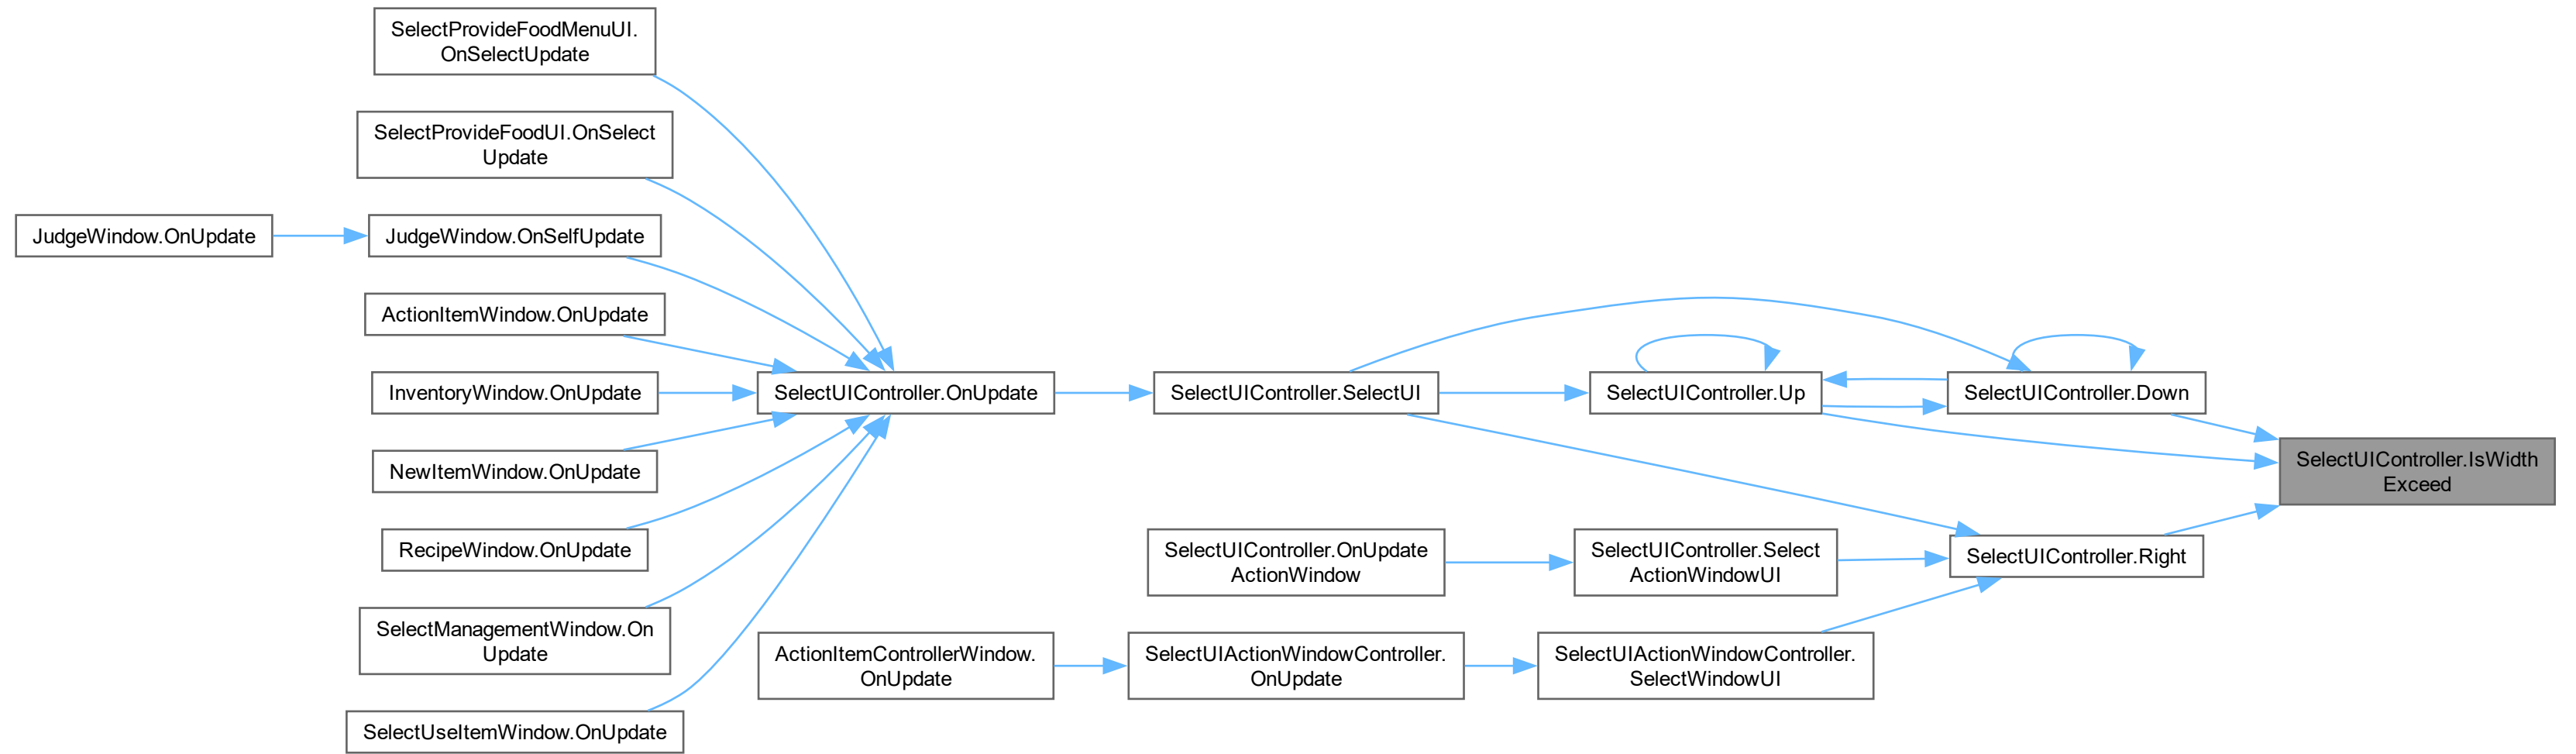 SelectProvideFoodMenuUI.
OnSelectUpdate
SelectProvideFoodUI.OnSelect
Update
JudgeWindow.OnUpdate
JudgeWindow.OnSelfUpdate
ActionItemWindow.OnUpdate
InventoryWindow.OnUpdate
SelectUIController.OnUpdate
SelectUIController.SelectUI
SelectUIController.Up
SelectUIController.Down
SelectUIController.IsWidth
Exceed
NewItemWindow.OnUpdate
RecipeWindow.OnUpdate
SelectUIController.OnUpdate
ActionWindow
SelectUIController.Select
ActionWindowUI
SelectUIController.Right
SelectManagementWindow.On
Update
ActionItemControllerWindow.
OnUpdate
SelectUIActionWindowController.
OnUpdate
SelectUIActionWindowController.
SelectWindowUI
SelectUseItemWindow.OnUpdate